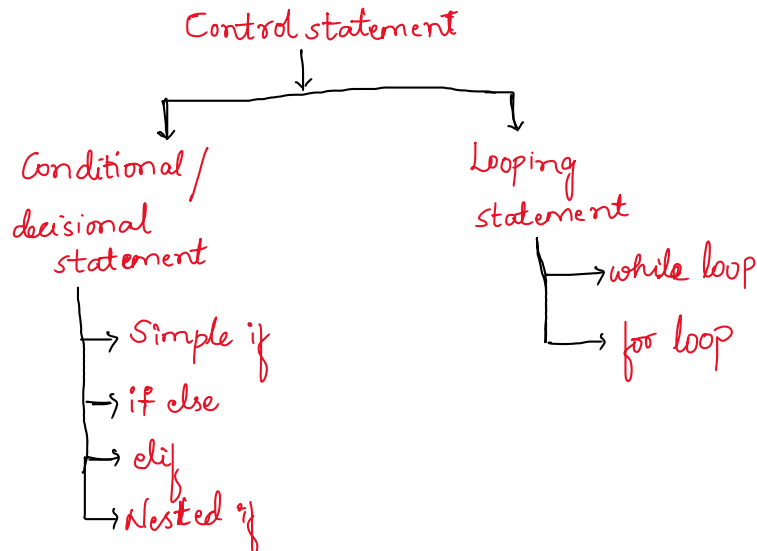 Control statement
Conditional /
decisional
statement
Simple if
if else
elif
Nested if
Looping
statement
while loop
for loop